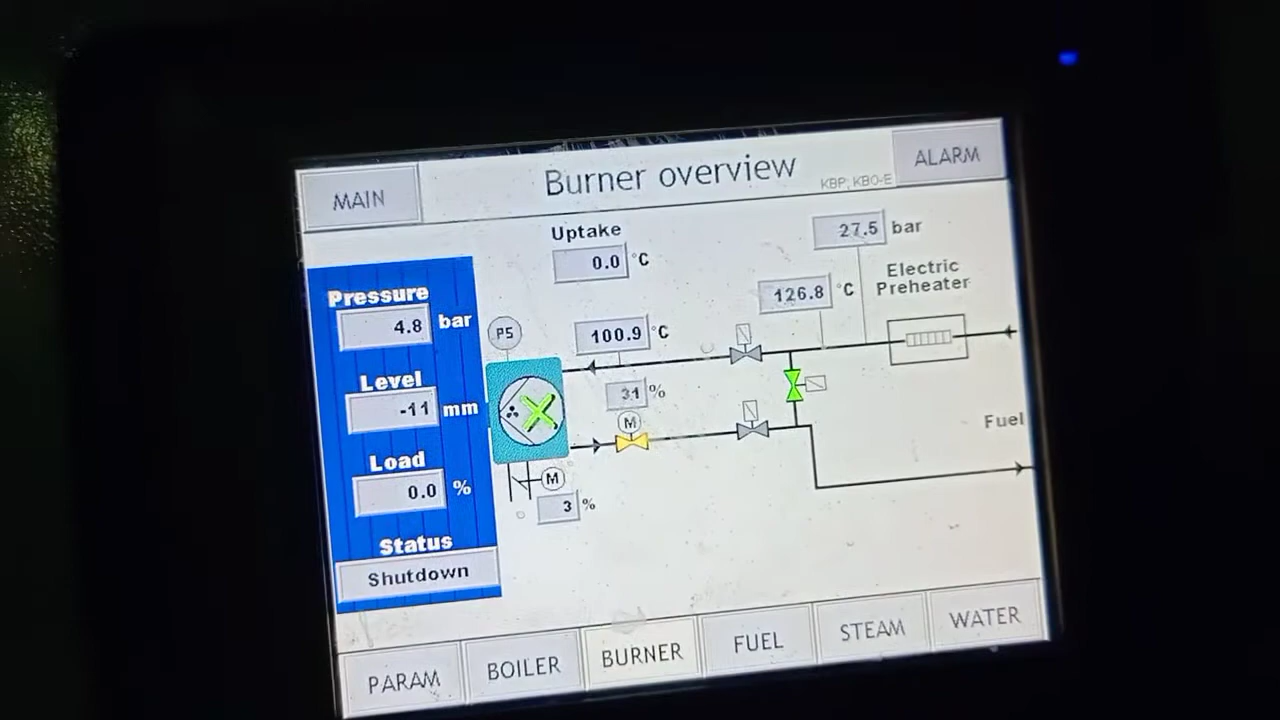 MAIN
Burner overview
KBP, KBO-E
ALARM
Uptake
0.0 °C
27.5 bar
Electric
Preheater
126.8 °C
Pressure
4.8 bar
PS
100.9 °C
31 %
M
Level
-11 mm
Fuel
Load
0.0 %
M
3 %
Status
Shutdown
PARAM
BOILER
BURNER
FUEL
STEAM
WATER